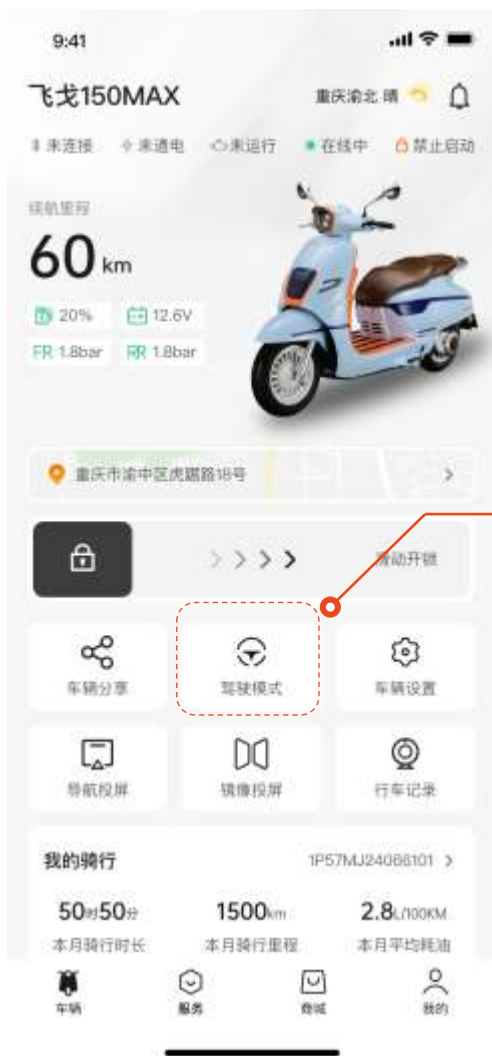 9:41
飞戈150MAX
重庆渝北 晴
未连接 未通电 未运行 在线中 禁止启动
续航里程
60 km
20% 12.6V
FR 1.8bar RR 1.8bar
重庆市渝中区虎踞路18号
滑动开锁
车辆分享 驾驶模式 车辆设置
导航投屏 镜像投屏 行车记录
我的骑行 1P57MJ24066101
50时50分 1500km 2.8L/100KM
本月骑行时长 本月骑行里程 本月平均耗油
车辆 服务 商城 我的